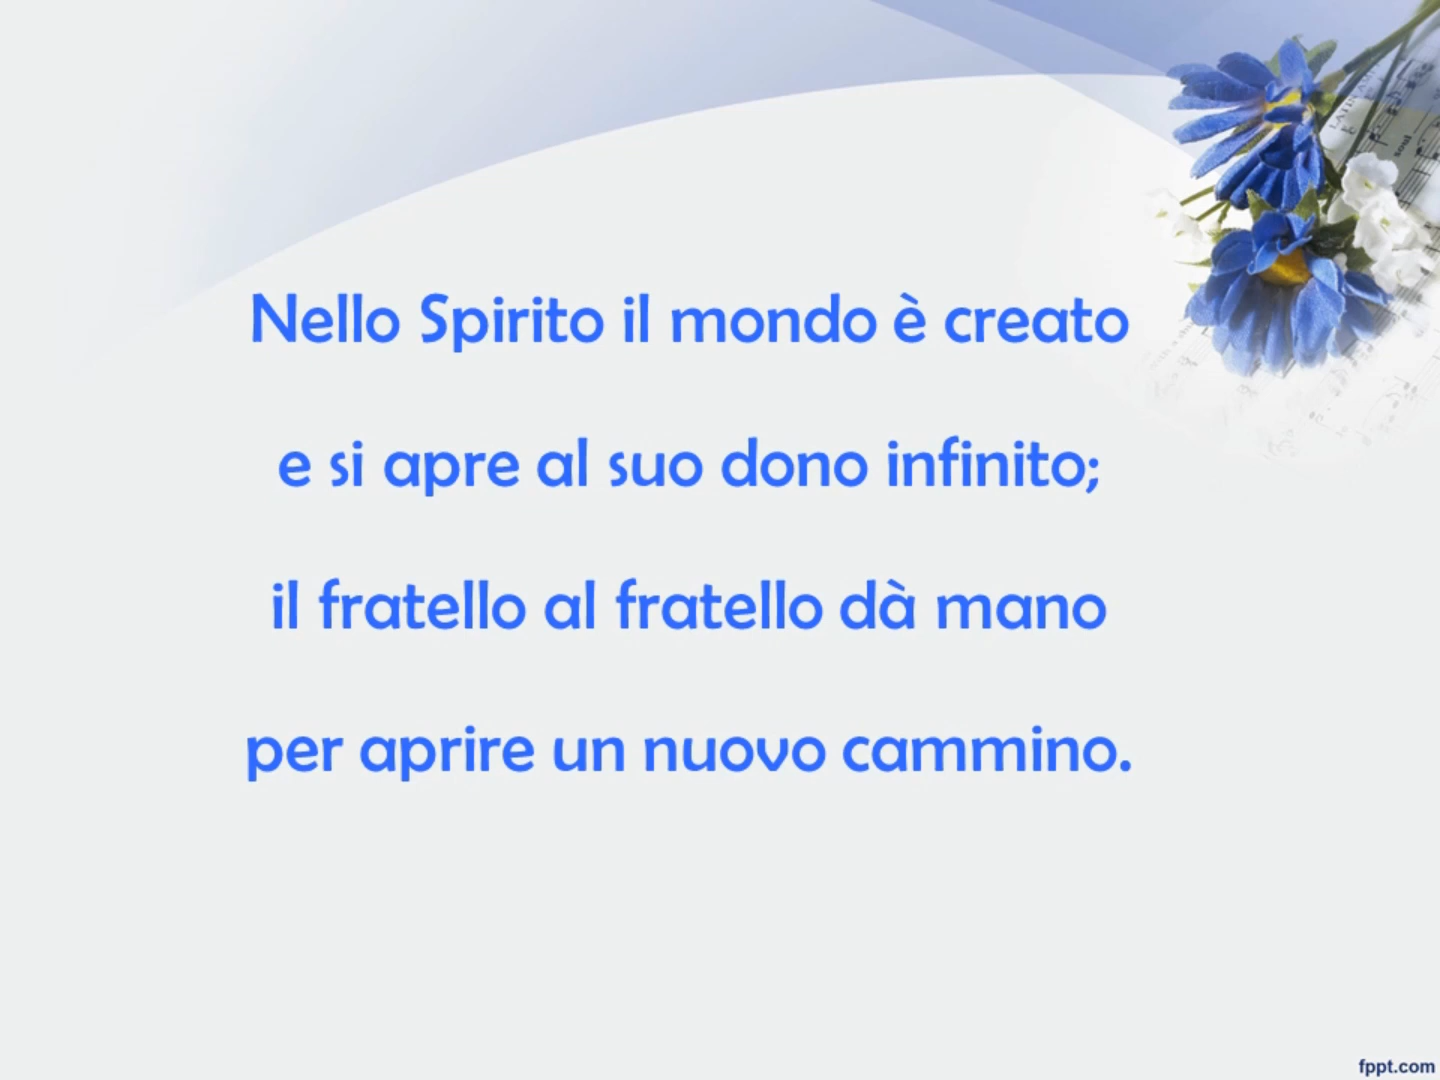 Nello Spirito il mondo è creato
e si apre al suo dono infinito;
il fratello al fratello dà mano
per aprire un nuovo cammino.
soul
fppt.com